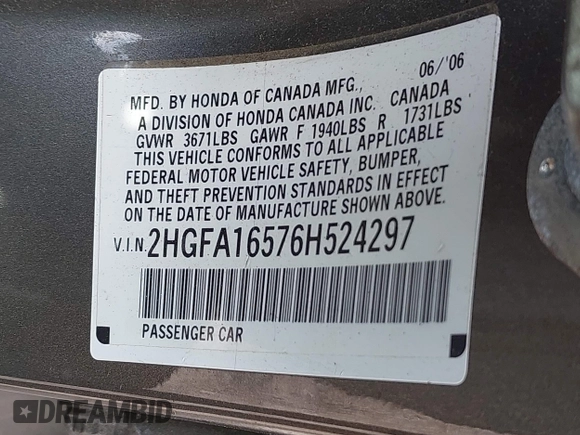 MFD. BY HONDA OF CANADA MFG., 06/'06
A DIVISION OF HONDA CANADA INC. CANADA
GVWR 3671LBS GAWR F 1940LBS R 1731LBS
THIS VEHICLE CONFORMS TO ALL APPLICABLE
FEDERAL MOTOR VEHICLE SAFETY, BUMPER,
AND THEFT PREVENTION STANDARDS IN EFFECT
ON THE DATE OF MANUFACTURE SHOWN ABOVE.
V.I.N. 2HGFA16576H524297
PASSENGER CAR
DREAMBID